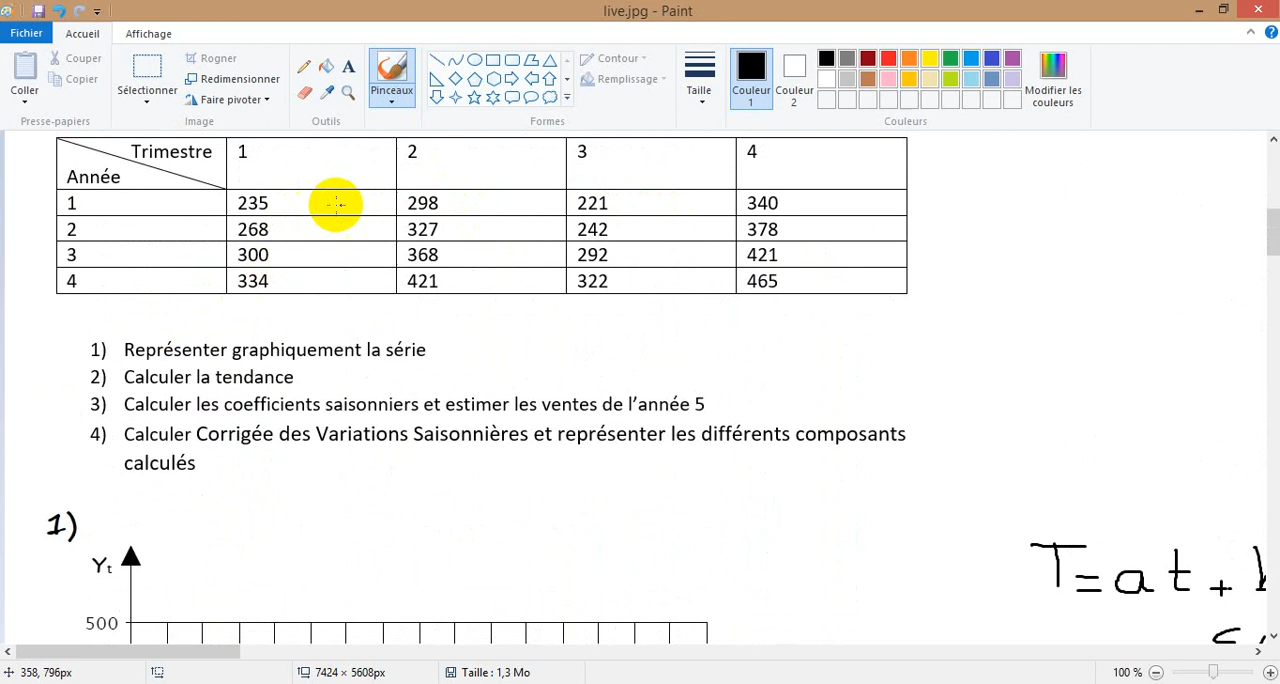 live.jpg - Paint
Fichier Accueil Affichage
Coller
Couper
Copier
Presse-papiers
Sélectionner
Rogner
Redimensionner
Faire pivoter
Image
A
Outils
Pinceaux
Contour
Remplissage
Formes
Taille
Couleur 1
Couleur 2
Modifier les couleurs
Couleurs
Trimestre 1 2 3 4
Année
1 235 298 221 340
2 268 327 242 378
3 300 368 292 421
4 334 421 322 465
1) Représenter graphiquement la série
2) Calculer la tendance
3) Calculer les coefficients saisonniers et estimer les ventes de l'année 5
4) Calculer Corrigée des Variations Saisonnières et représenter les différents composants
calculés
1)
Yt
T = at +
500
358, 796px 7424 × 5608px Taille : 1,3 Mo 100 %